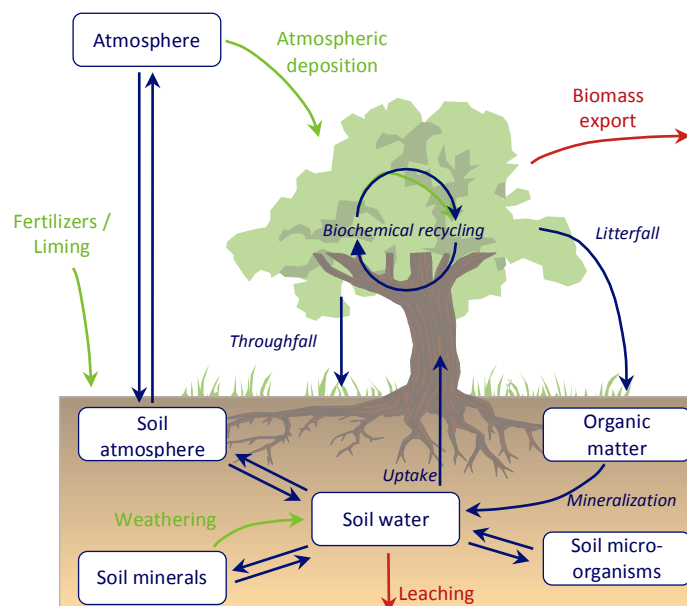 Atmosphere
Atmospheric
deposition
Biomass
export
Fertilizers /
Liming
Biochemical recycling
Litterfall
Throughfall
Soil
atmosphere
Organic
matter
Uptake
Mineralization
Weathering
Soil water
Soil micro-
organisms
Soil minerals
Leaching